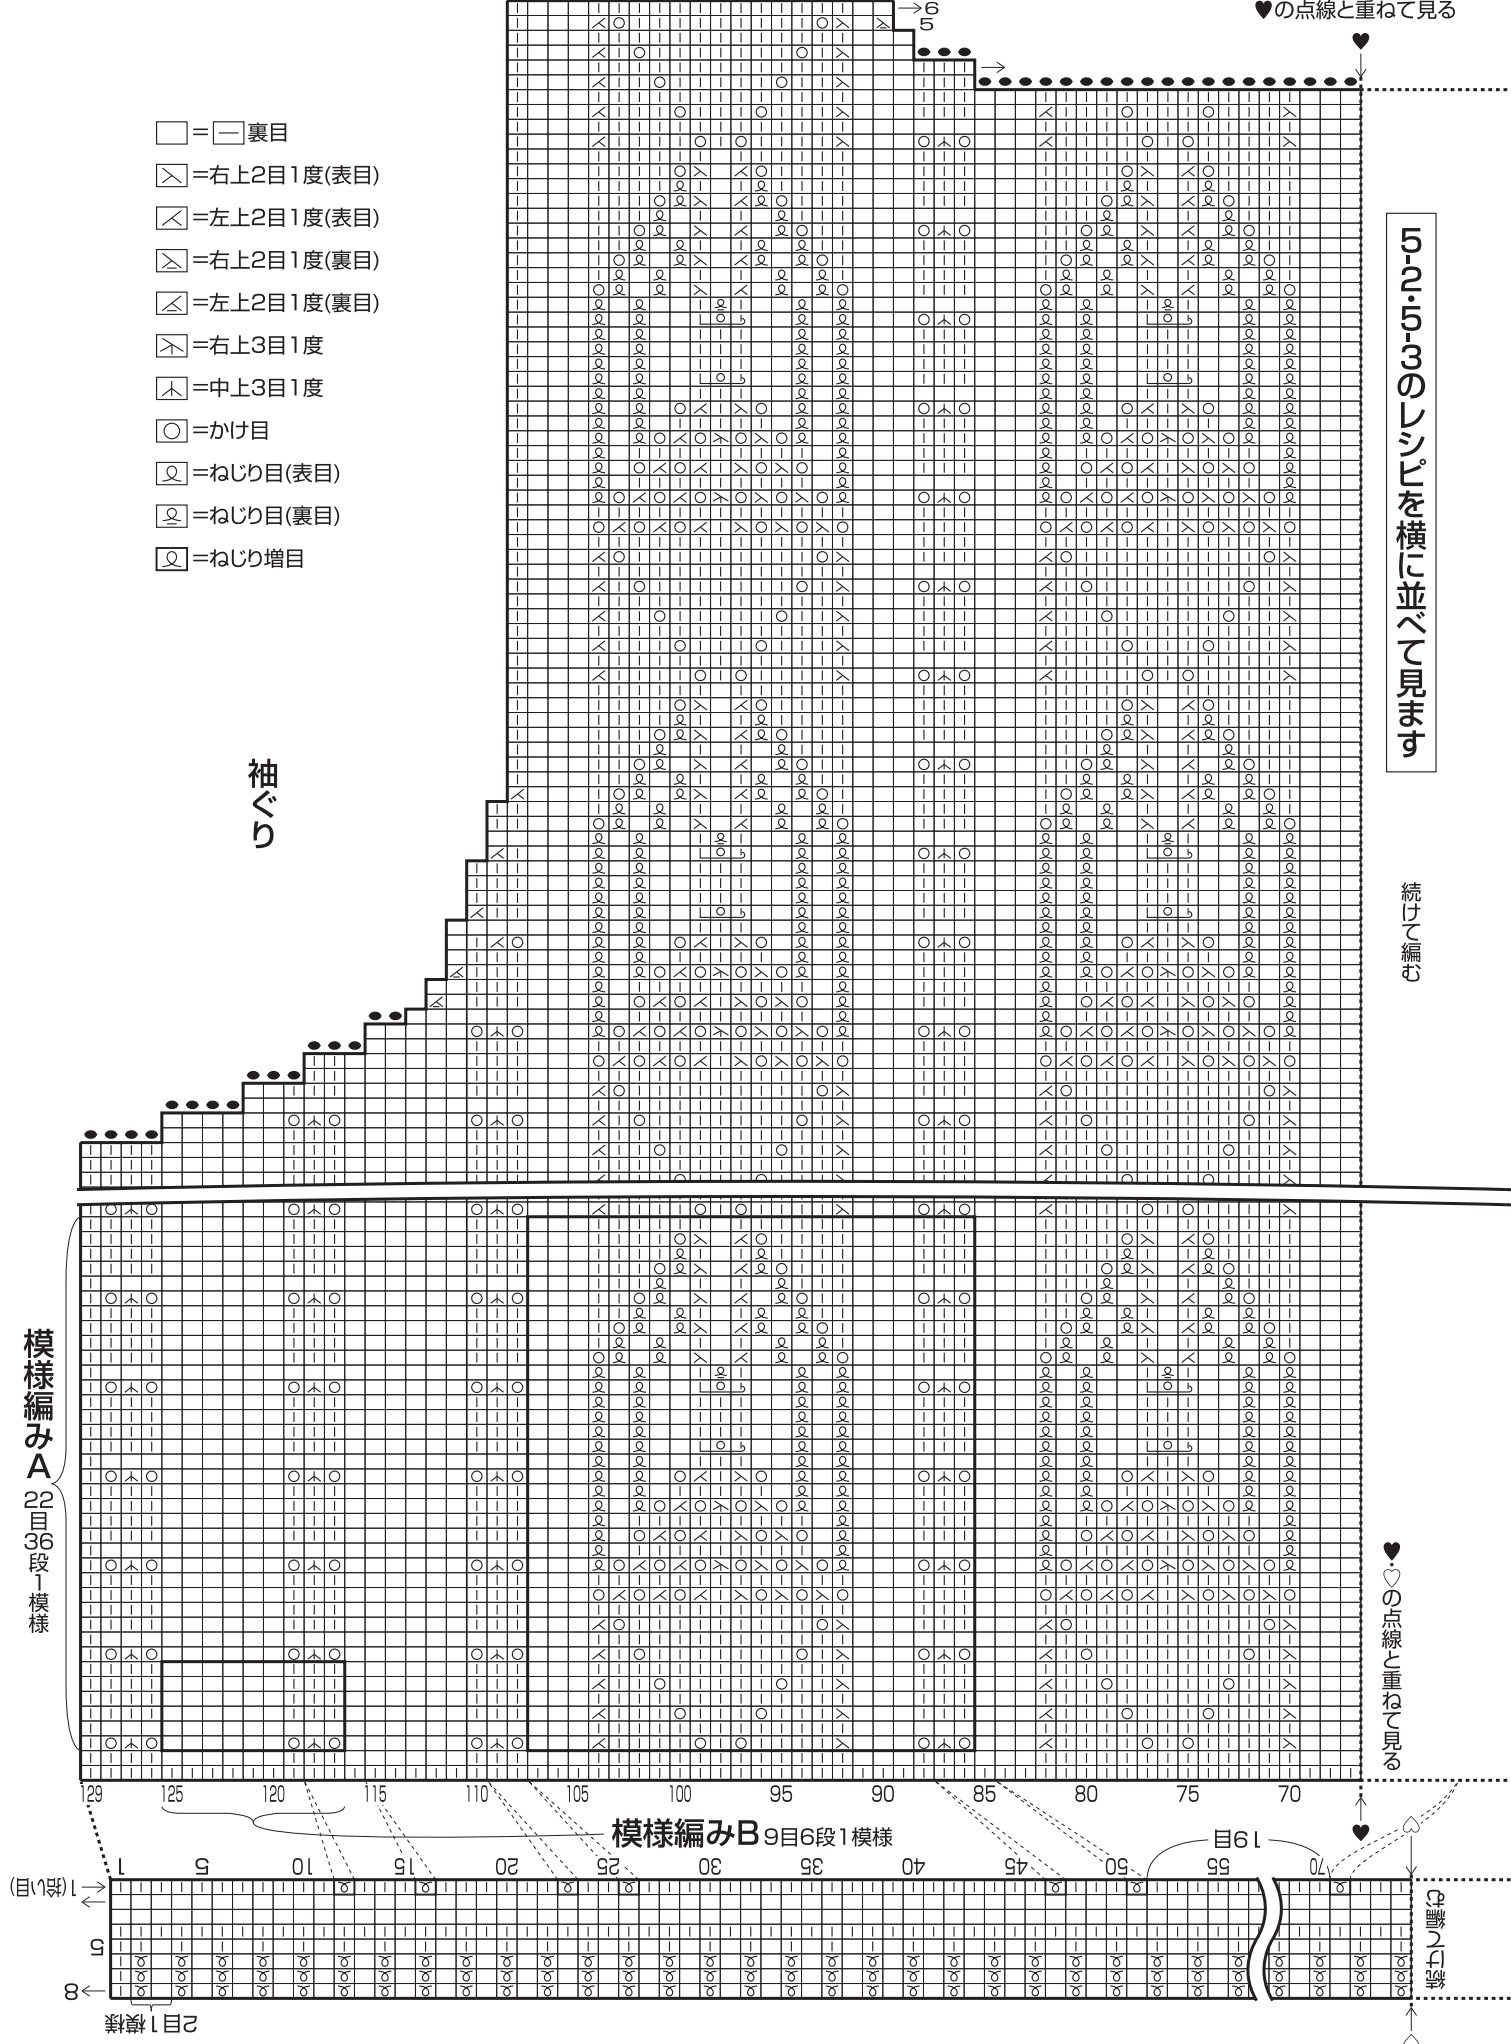 →6
5
♥の点線と重ねて見る
♥
□=⊟裏目
=右上2目1度(表目)
=左上2目1度(表目)
=右上2目1度(裏目)
=左上2目1度(裏目)
=右上3目1度
=中上3目1度
=かけ目
=ねじり目(表目)
=ねじり目(裏目)
=ねじり増目
5-2・5-3のレシピを横に並べて見ます
袖ぐり
続けて編む
模様編みA
22目36段1模様
♥・♡の点線と重ねて見る
129 125 120 115 110 105 100 95 90 85 80 75 70
模様編みB 9目6段1模様
♥
♡
19目
1 5 10 15 20 25 30 35 40 45 50 55 70
1(拾い目)
5
8
続けて編む
2目1模様